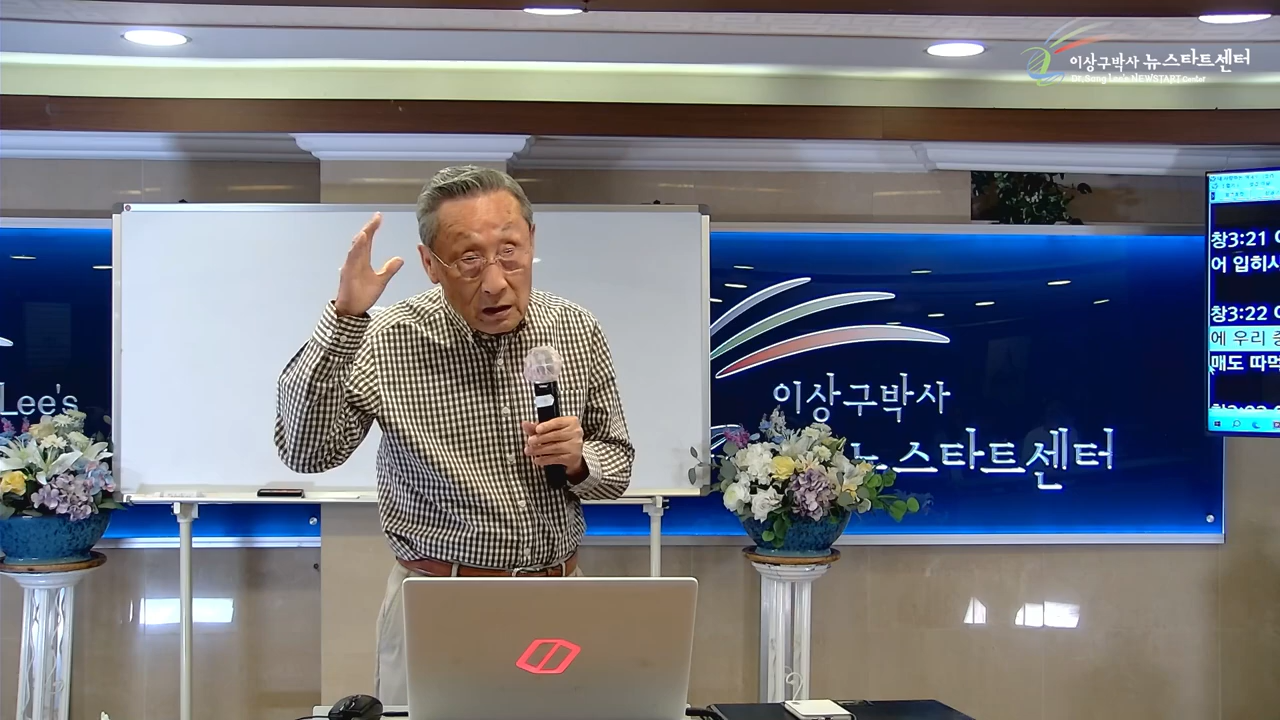 이상구박사 뉴스타트센터
Dr. Sang Lee's NEWSTART Center
Lee's
이상구박사
뉴스타트센터
창3:21
어 입히시
창3:22
에 우리
매도 따먹